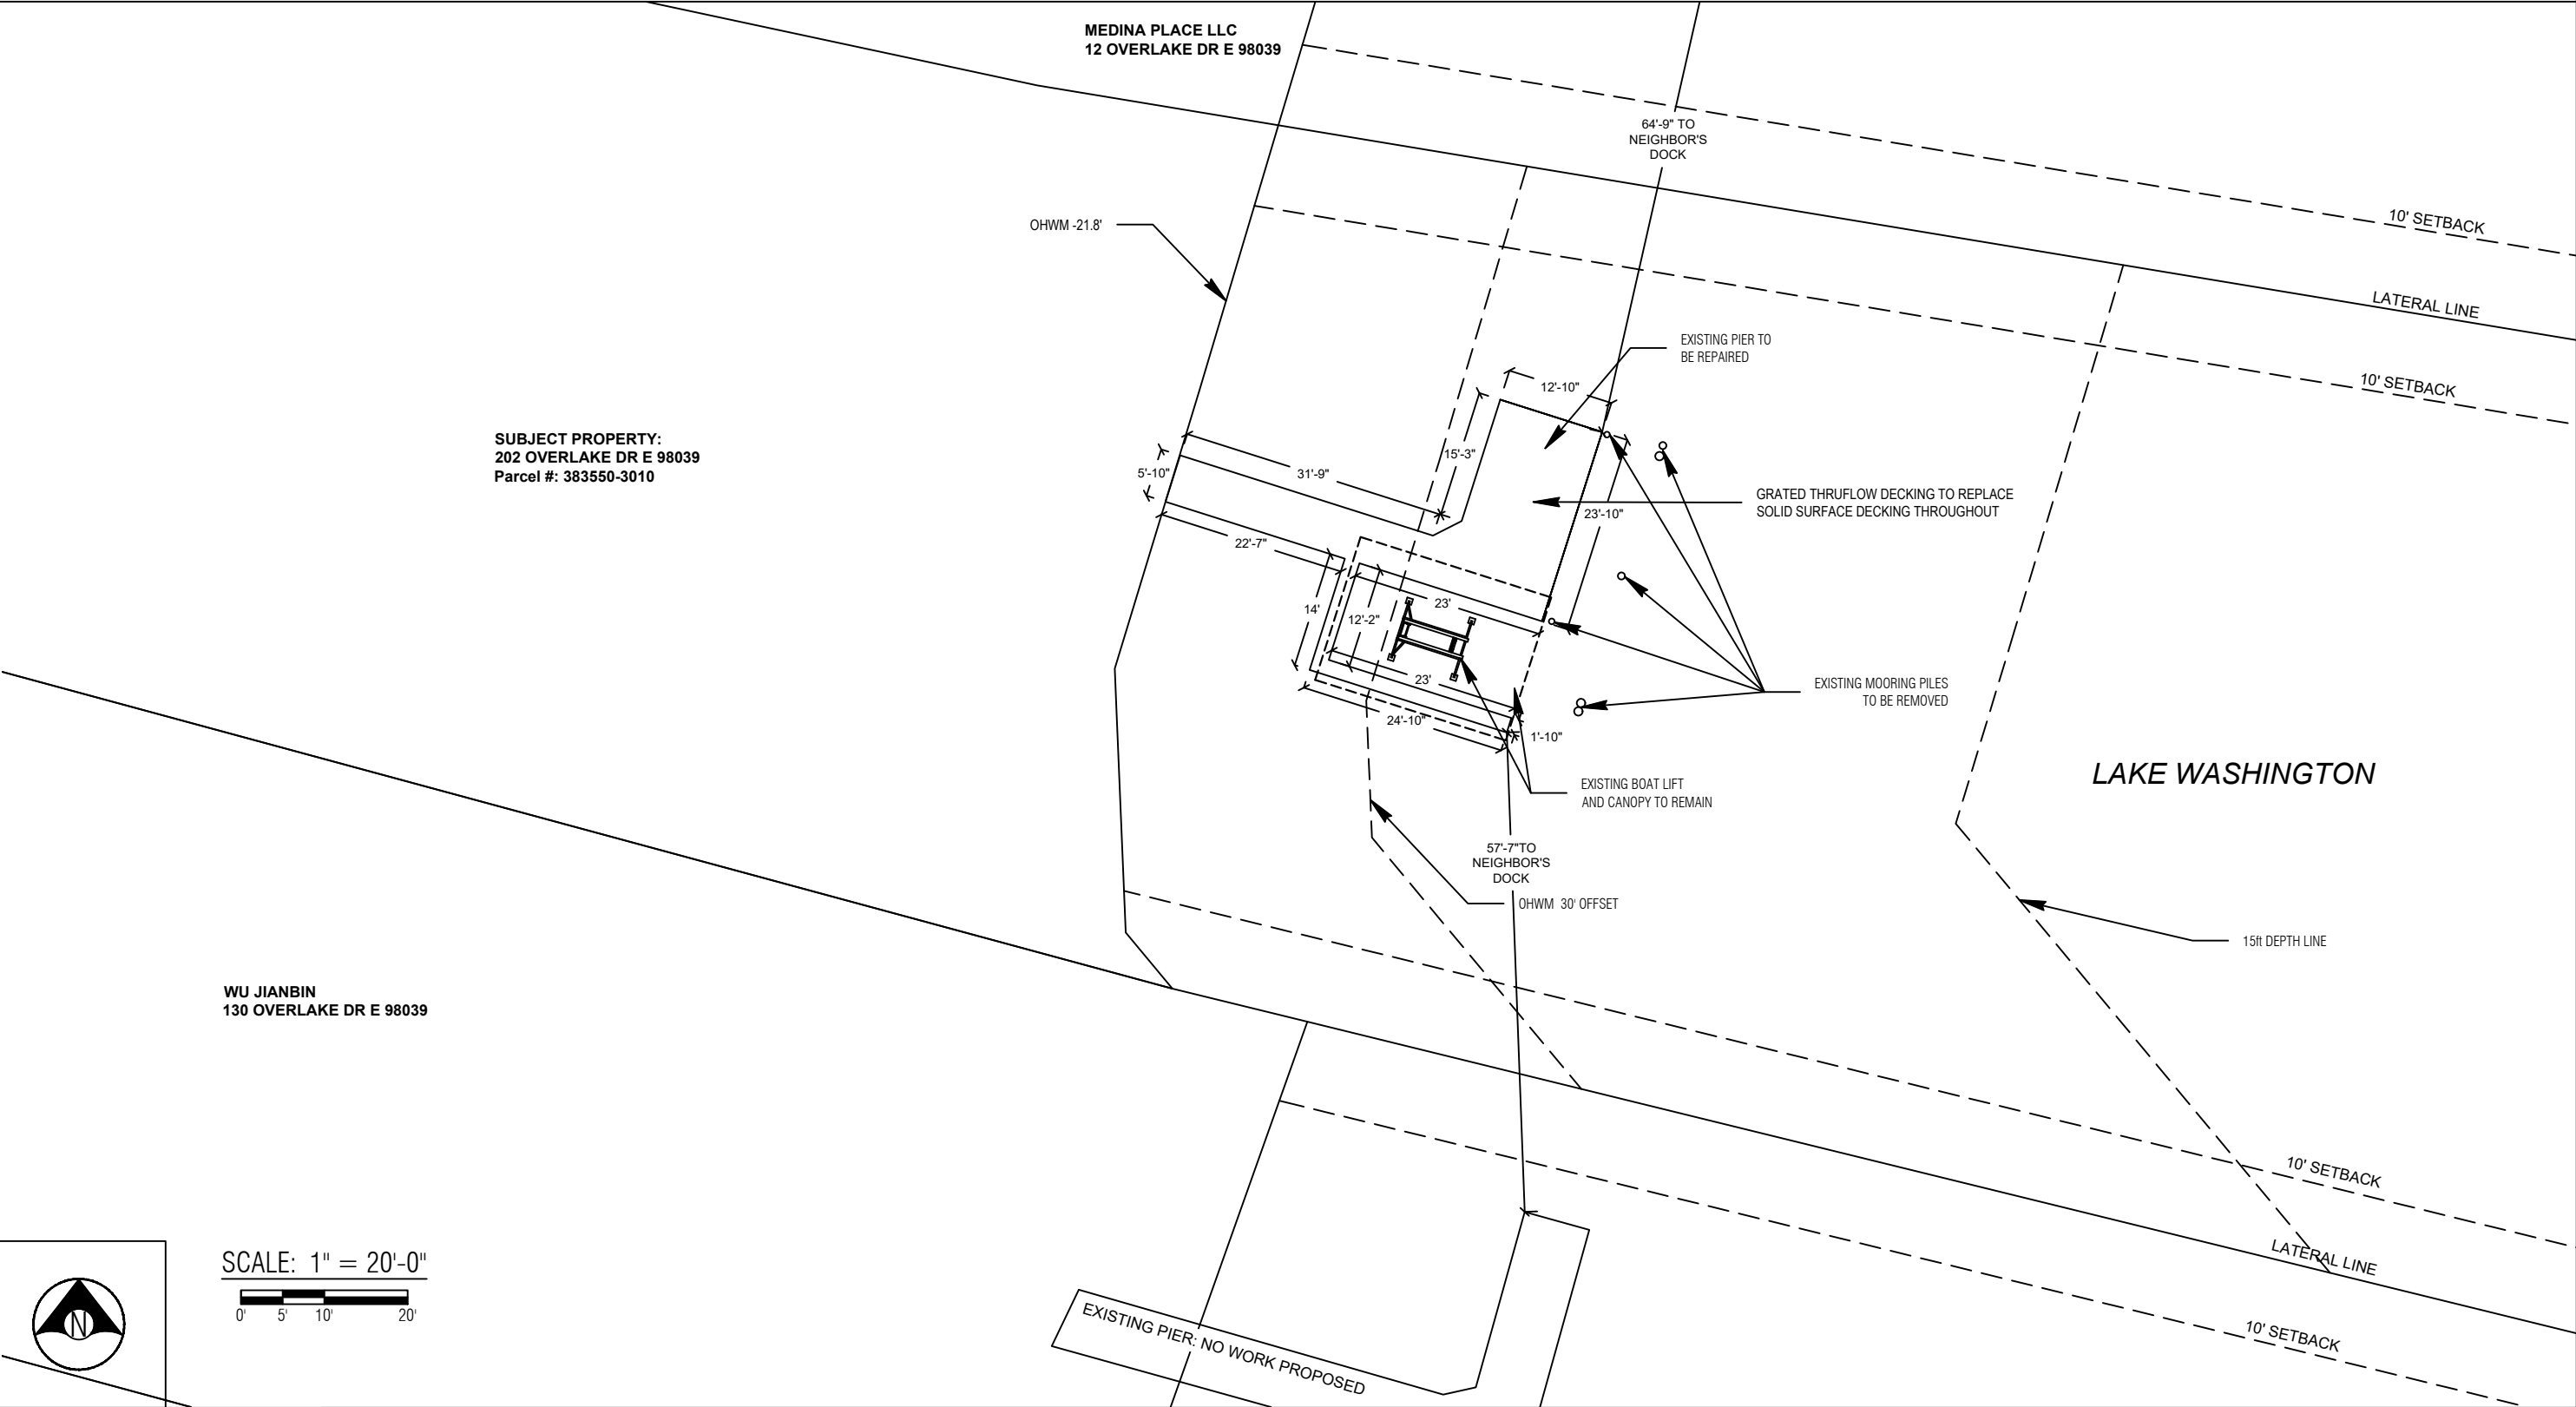 MEDINA PLACE LLC
12 OVERLAKE DR E 98039
64'-9" TO
NEIGHBOR'S
DOCK
10' SETBACK
OHWM -21.8'
LATERAL LINE
EXISTING PIER TO
BE REPAIRED
10' SETBACK
12'-10"
SUBJECT PROPERTY:
202 OVERLAKE DR E 98039
Parcel #: 383550-3010
15'-3"
5'-10"
31'-9"
GRATED THRUFLOW DECKING TO REPLACE
SOLID SURFACE DECKING THROUGHOUT
23'-10"
22'-7"
14'
12'-2"
23'
23'
24'-10"
1'-10"
EXISTING MOORING PILES
TO BE REMOVED
LAKE WASHINGTON
EXISTING BOAT LIFT
AND CANOPY TO REMAIN
57'-7"TO
NEIGHBOR'S
DOCK
OHWM 30' OFFSET
15ft DEPTH LINE
WU JIANBIN
130 OVERLAKE DR E 98039
10' SETBACK
LATERAL LINE
10' SETBACK
EXISTING PIER: NO WORK PROPOSED
SCALE: 1" = 20'-0"
0' 5' 10' 20'
N